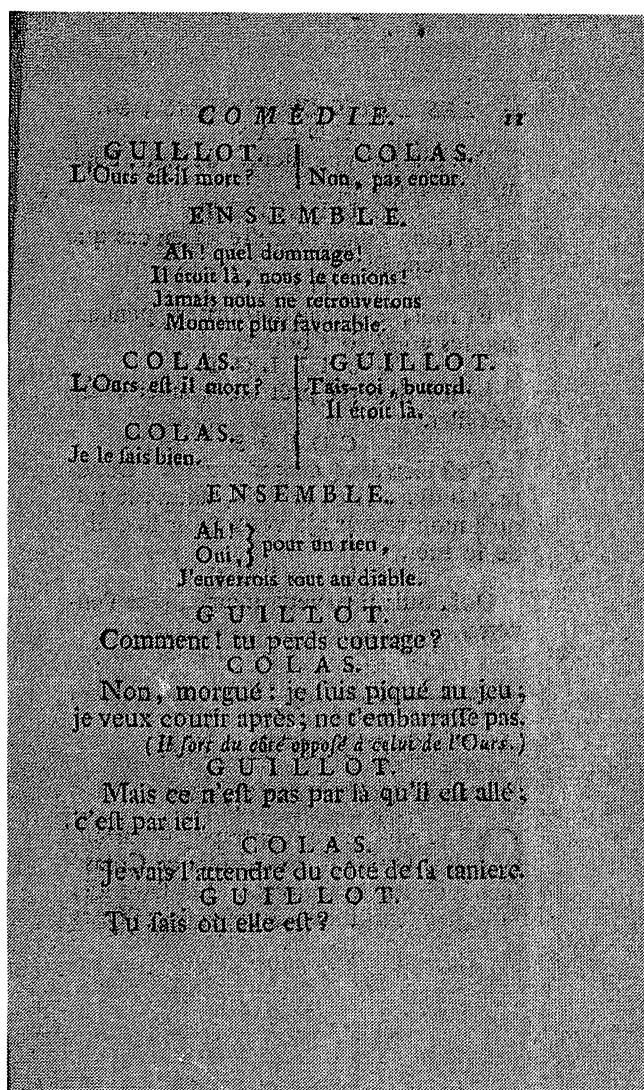 COMÉDIE. 11
GUILLOT. COLAS.
L'Ours eſt-il mort? Non, pas encor.
ENSEMBLE.
Ah! quel dommage!
Il étoit là, nous le tenions!
Jamais nous ne retrouverons
Moment plus favorable.
COLAS. GUILLOT.
L'Ours eſt-il mort? Tais-toi, butord.
Il étoit là.
COLAS.
Je le ſais bien.
ENSEMBLE.
Ah! } pour un rien,
Oui, }
J'enverrois tout au diable.
GUILLOT.
Comment! tu perds courage?
COLAS.
Non, morgué: je ſuis piqué au jeu;
je veux courir après; ne t'embarraſſe pas.
(Il ſort du côté oppoſé à celui de l'Ours.)
GUILLOT.
Mais ce n'eſt pas par là qu'il eſt allé;
c'eſt par ici.
COLAS.
Je vais l'attendre du côté de ſa taniere.
GUILLOT.
Tu ſais où elle eſt?